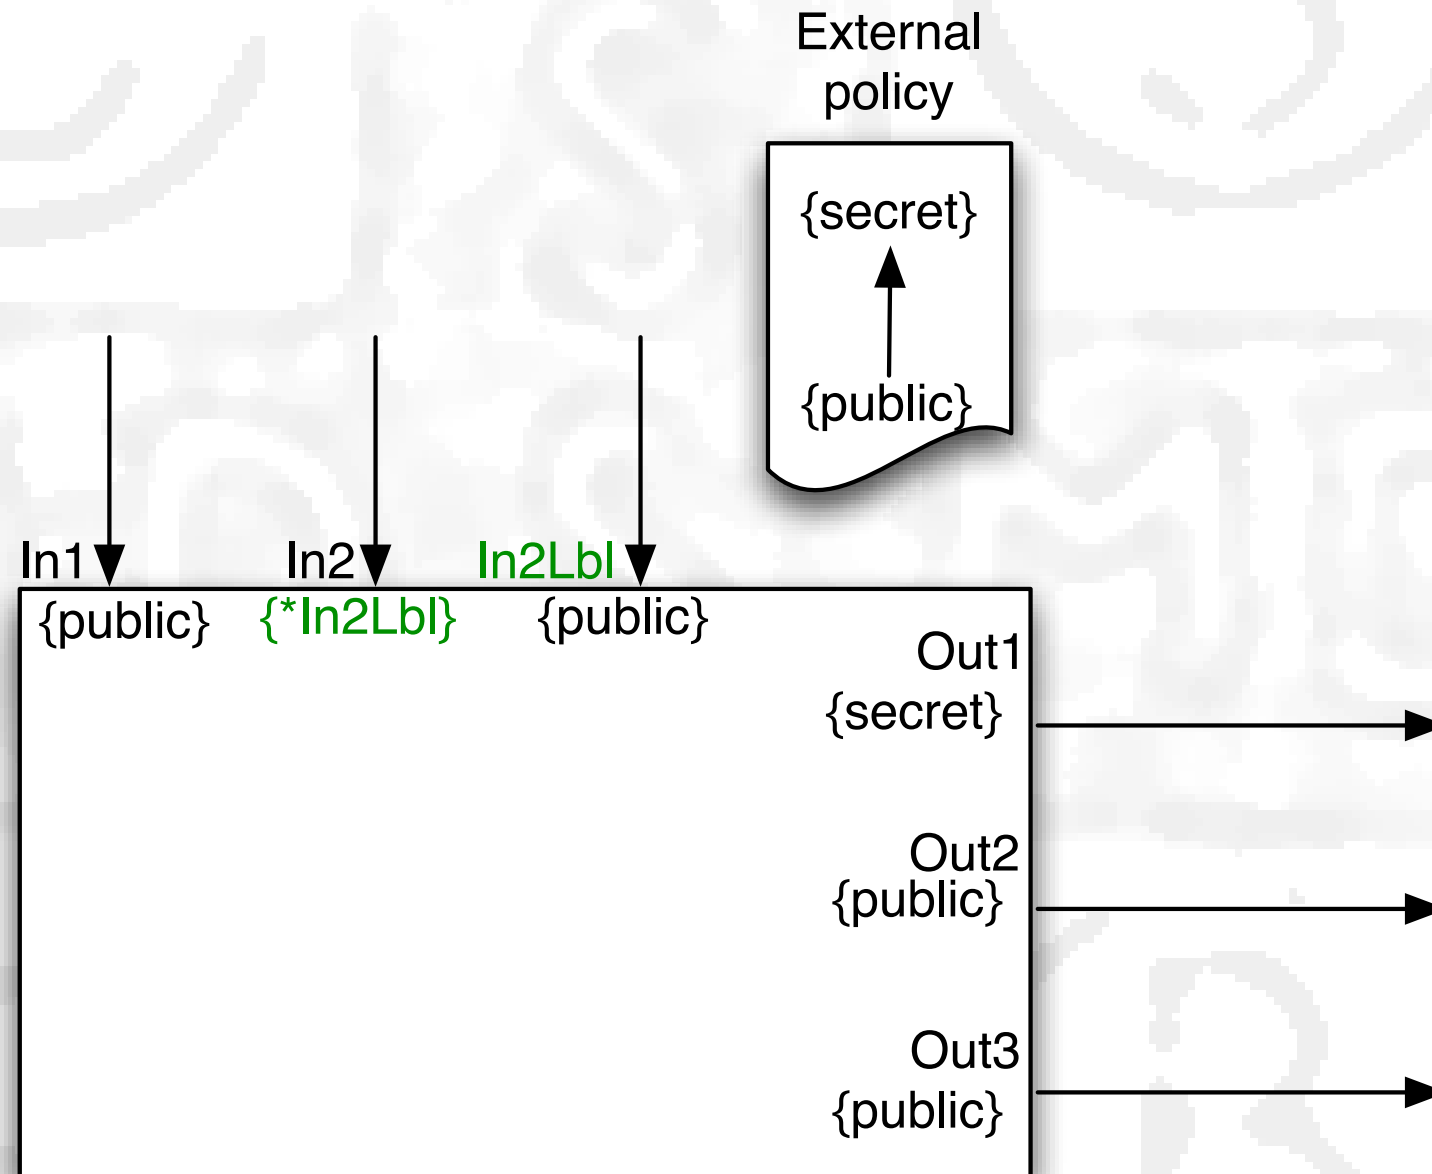 External
policy
{secret}
{public}
In1 In2 In2Lbl
{public} {*In2Lbl} {public}
Out1
{secret}
Out2
{public}
Out3
{public}